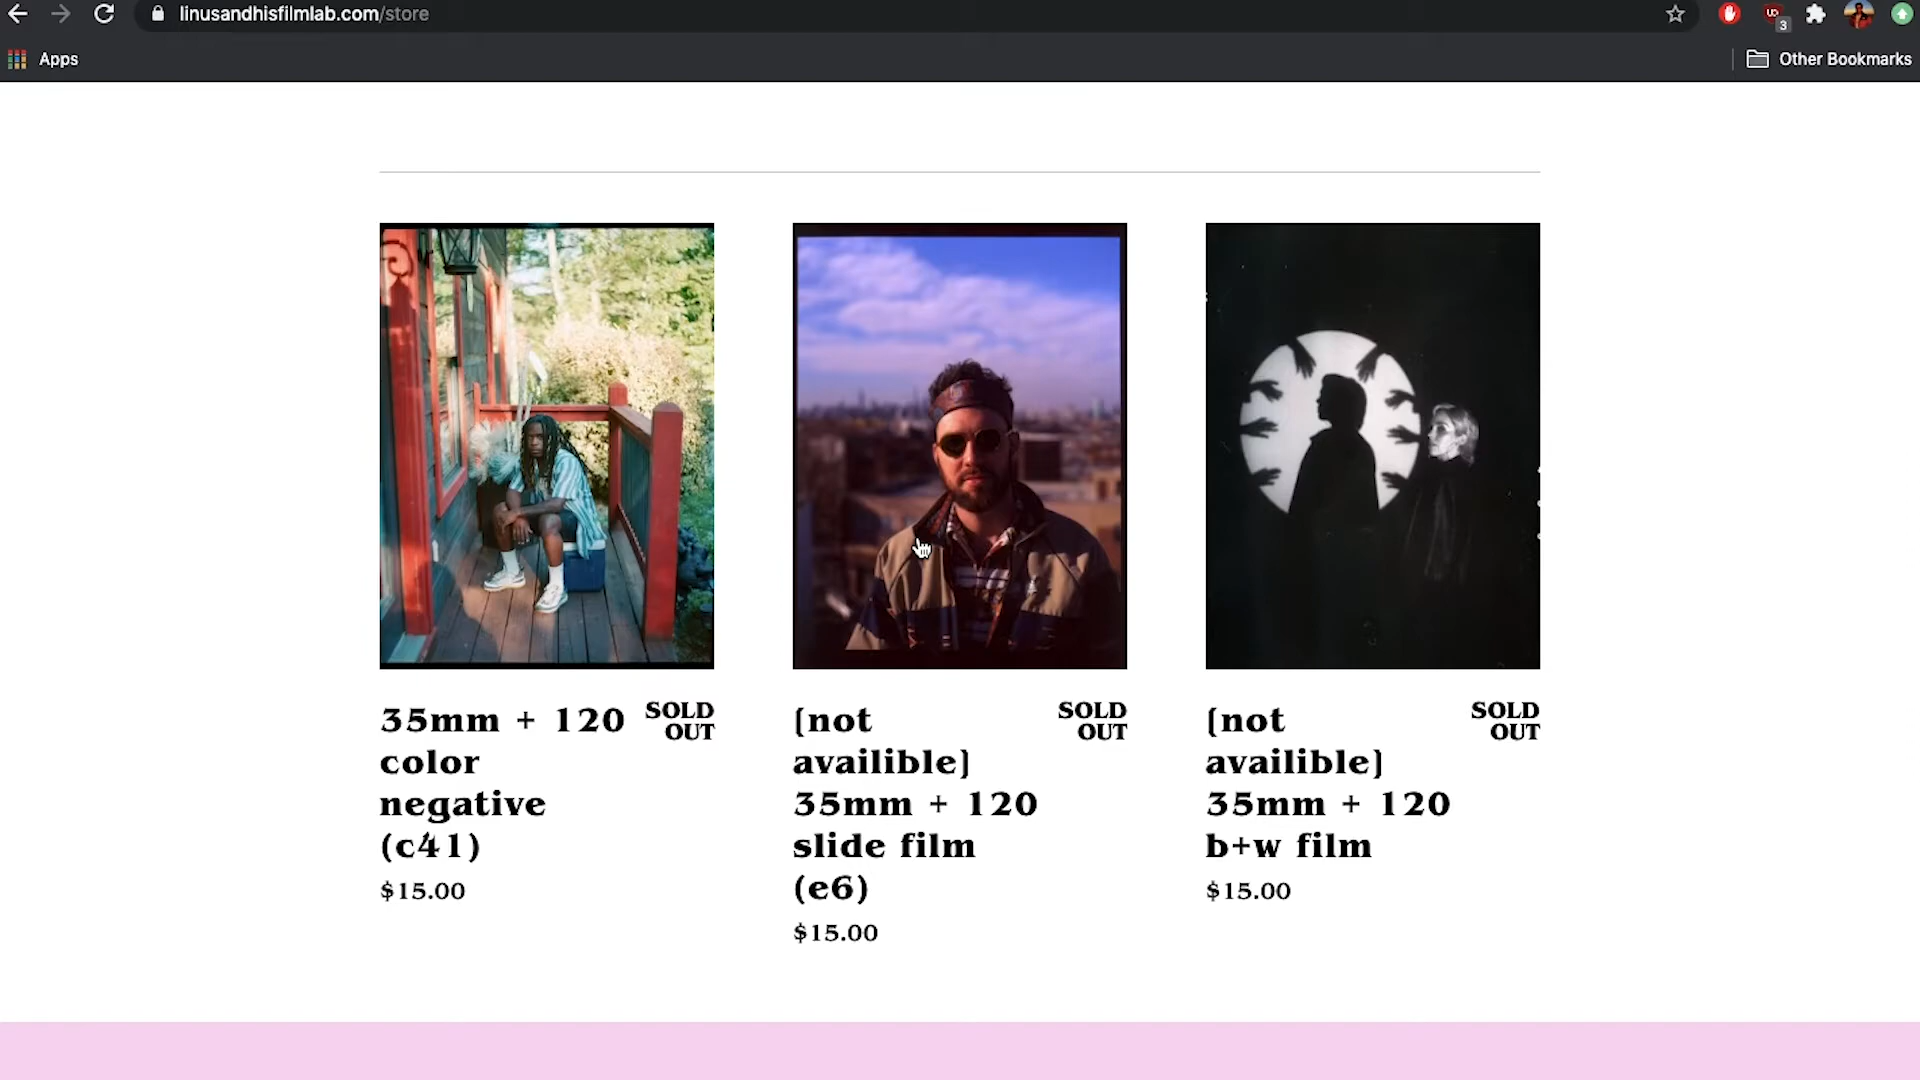 linusandhisfilmlab.com/store
3
Apps
Other Bookmarks
35mm + 120
color
negative
(c41)
SOLD
OUT
$15.00
(not
availible)
35mm + 120
slide film
(e6)
SOLD
OUT
$15.00
(not
availible)
35mm + 120
b+w film
SOLD
OUT
$15.00